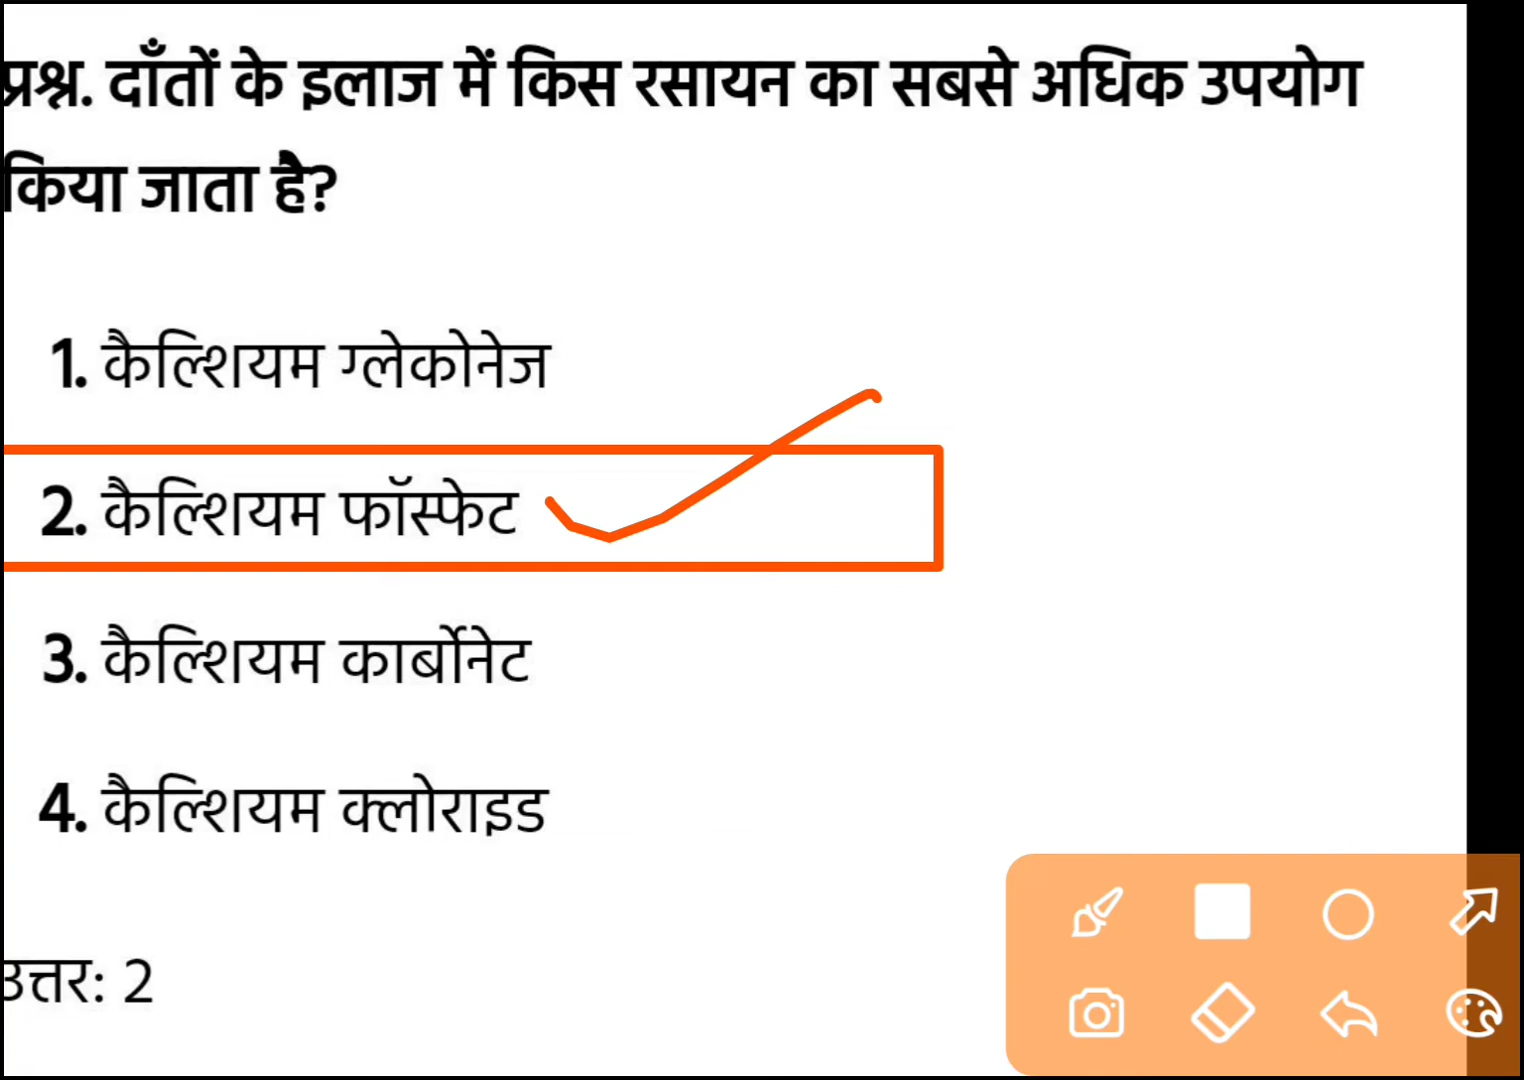 प्रश्न. दाँतों के इलाज में किस रसायन का सबसे अधिक उपयोग
किया जाता है?
1. कैल्शियम ग्लेकोनेज
2. कैल्शियम फॉस्फेट
3. कैल्शियम कार्बोनेट
4. कैल्शियम क्लोराइड
उत्तर: 2